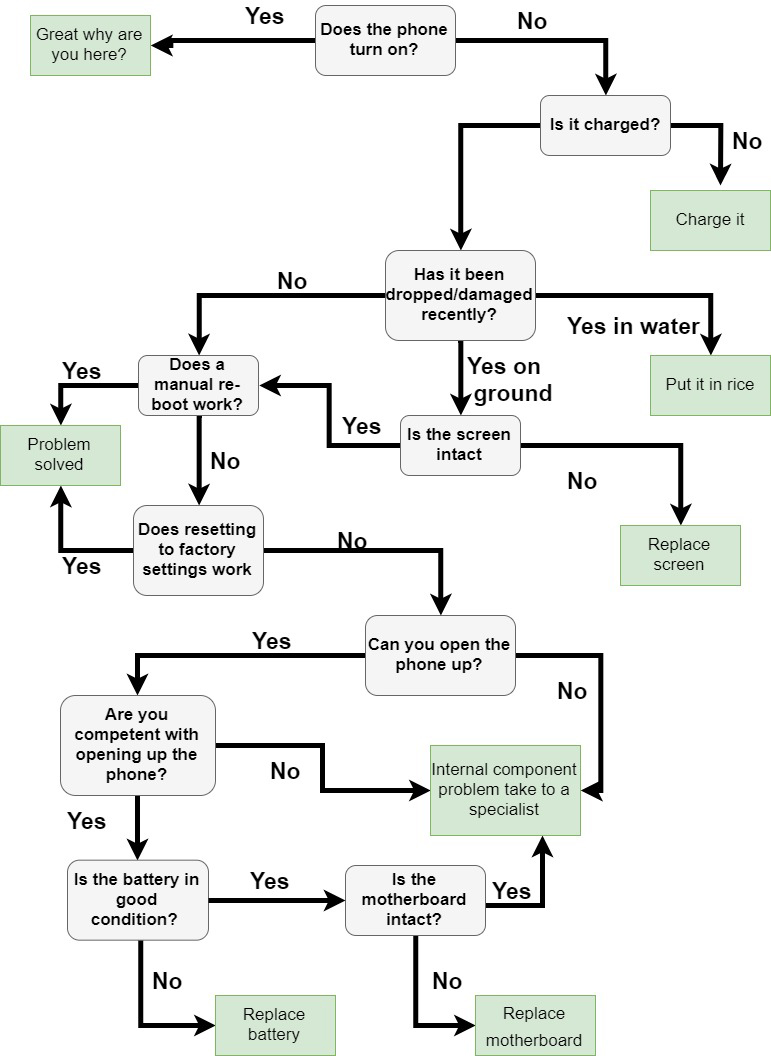 Yes
Great why are
you here?
Does the phone
turn on?
No
Is it charged?
No
Charge it
Has it been
dropped/damaged
recently?
No
Yes in water
Put it in rice
Yes on
ground
Does a
manual re-
boot work?
Yes
Yes
Is the screen
intact
Problem
solved
No
No
Replace
screen
Does resetting
to factory
settings work
Yes
No
Can you open the
phone up?
Yes
No
Are you
competent with
opening up the
phone?
No
Internal component
problem take to a
specialist
Yes
Is the battery in
good
condition?
Yes
Is the
motherboard
intact?
Yes
No
Replace
battery
No
Replace
motherboard